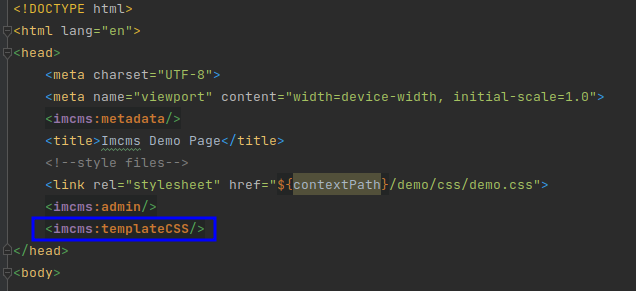 <!DOCTYPE html>
<html lang="en">
<head>
<meta charset="UTF-8">
<meta name="viewport" content="width=device-width, initial-scale=1.0">
<imcms:metadata/>
<title>Imcms Demo Page</title>
<!--style files-->
<link rel="stylesheet" href="${contextPath}/demo/css/demo.css">
<imcms:admin/>
<imcms:templateCSS/>
</head>
<body>